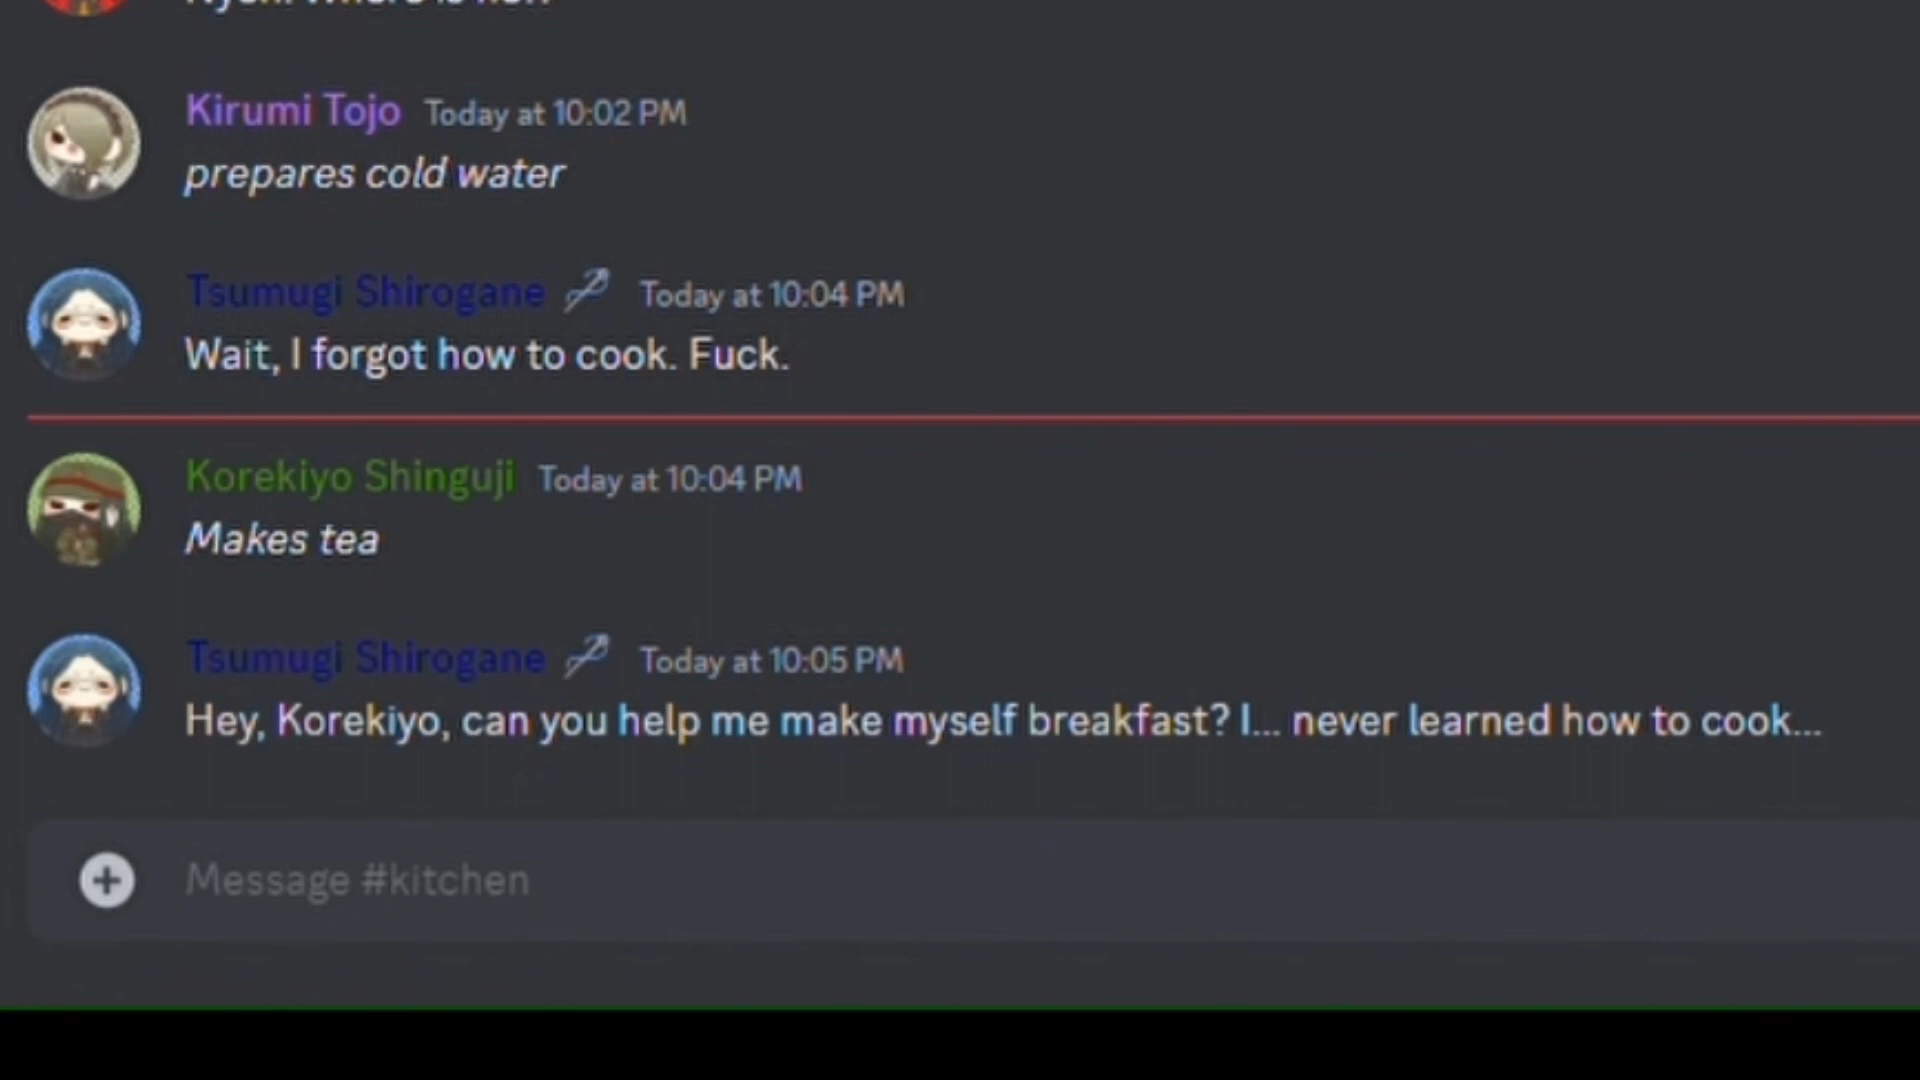 Kirumi Tojo Today at 10:02 PM
prepares cold water
Tsumugi Shirogane Today at 10:04 PM
Wait, I forgot how to cook. Fuck.
Korekiyo Shinguji Today at 10:04 PM
Makes tea
Tsumugi Shirogane Today at 10:05 PM
Hey, Korekiyo, can you help me make myself breakfast? I... never learned how to cook...
Message #kitchen